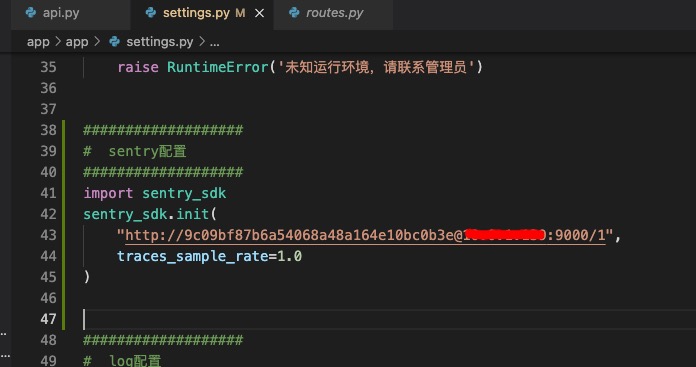 api.py settings.py M × routes.py
app > app > settings.py > ...
35 raise RuntimeError('未知运行环境，请联系管理员')
36
37
38 ###################
39 #  sentry配置
40 ###################
41 import sentry_sdk
42 sentry_sdk.init(
43 "http://9c09bf87b6a54068a48a164e10bc0b3e@ :9000/1",
44 traces_sample_rate=1.0
45 )
46
47
48 ###################
49 #  log配置